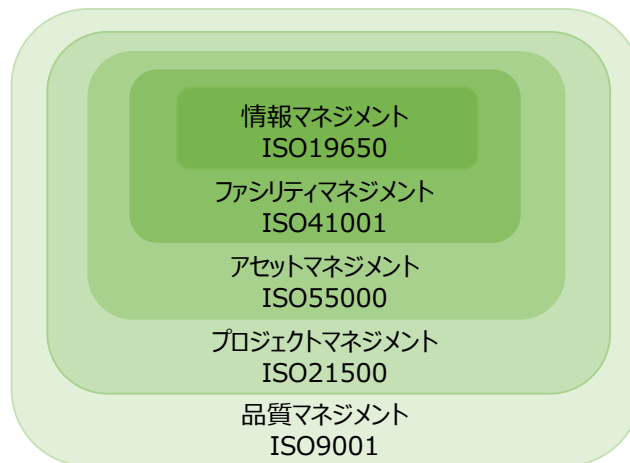 情報マネジメント
ISO19650
ファシリティマネジメント
ISO41001
アセットマネジメント
ISO55000
プロジェクトマネジメント
ISO21500
品質マネジメント
ISO9001